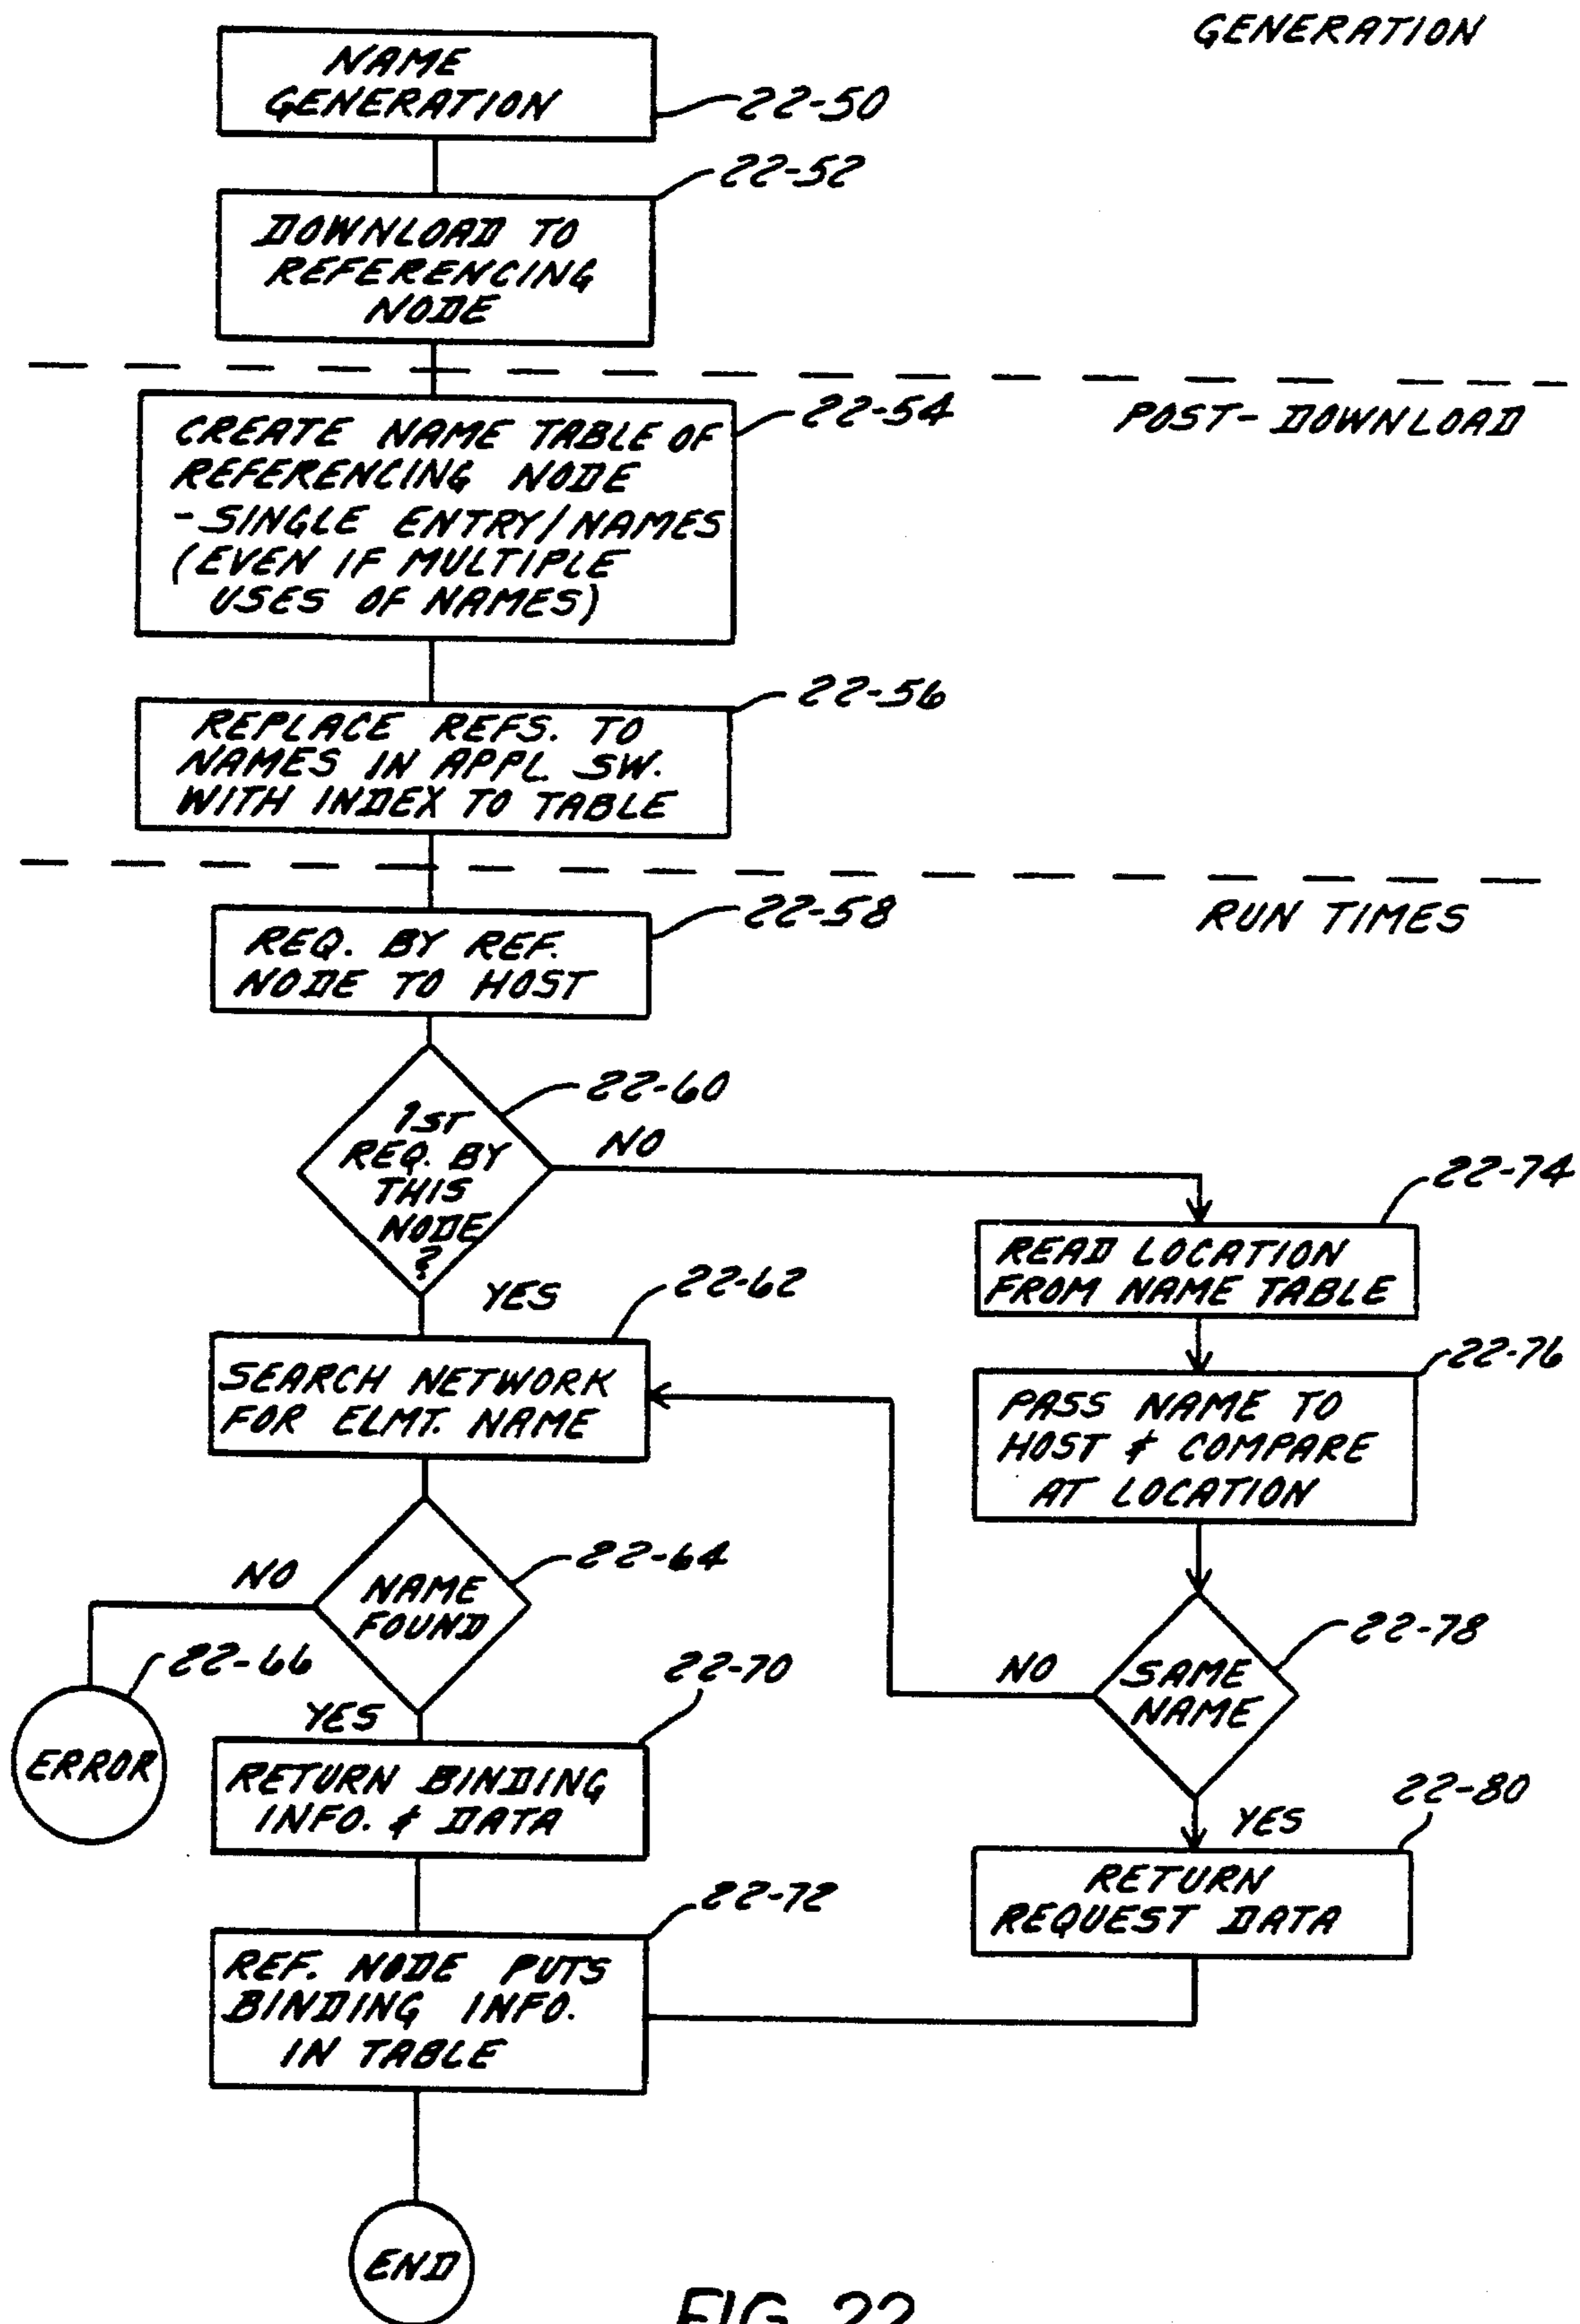 GENERATION
NAME
GENERATION
22-50
22-52
DOWNLOAD TO
REFERENCING
NODE
22-54
POST-DOWNLOAD
CREATE NAME TABLE OF
REFERENCING NODE
-SINGLE ENTRY/NAMES
(EVEN IF MULTIPLE
USES OF NAMES)
22-56
REPLACE REFS. TO
NAMES IN APPL. SW.
WITH INDEX TO TABLE
22-58
RUN TIMES
REQ. BY REF.
NODE TO HOST
22-60
1ST
REQ. BY
THIS
NODE
?
NO
YES
22-74
READ LOCATION
FROM NAME TABLE
22-62
SEARCH NETWORK
FOR ELMT. NAME
22-76
PASS NAME TO
HOST & COMPARE
AT LOCATION
22-64
NAME
FOUND
NO
22-66
ERROR
YES
22-78
SAME
NAME
NO
YES
22-70
RETURN BINDING
INFO. & DATA
22-80
RETURN
REQUEST DATA
22-72
REF. NODE PUTS
BINDING INFO.
IN TABLE
END
FIG. 22